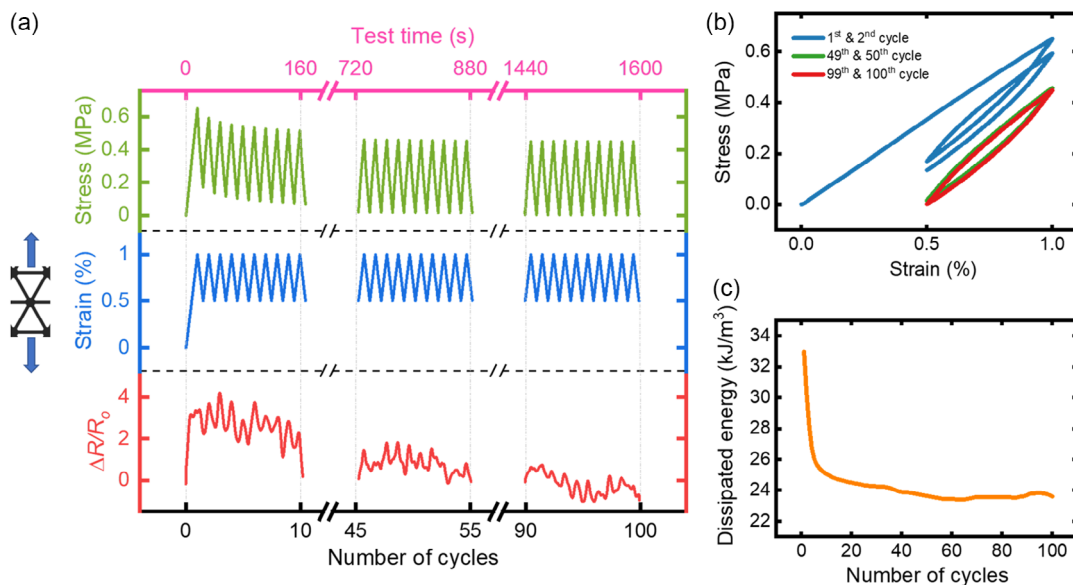 (a)
Test time (s)
0 160 720 880 1440 1600
Stress (MPa)
0.6
0.4
0.2
0
Strain (%)
1
0.5
0
ΔR/Rₒ
4
2
0
0 10 45 55 90 100
Number of cycles
(b)
Stress (MPa)
0.6
0.4
0.2
0.0
1ˢᵗ & 2ⁿᵈ cycle
49ᵗʰ & 50ᵗʰ cycle
99ᵗʰ & 100ᵗʰ cycle
0.0 0.5 1.0
Strain (%)
(c)
Dissipated energy (kJ/m³)
34
32
30
28
26
24
22
0 20 40 60 80 100
Number of cycles